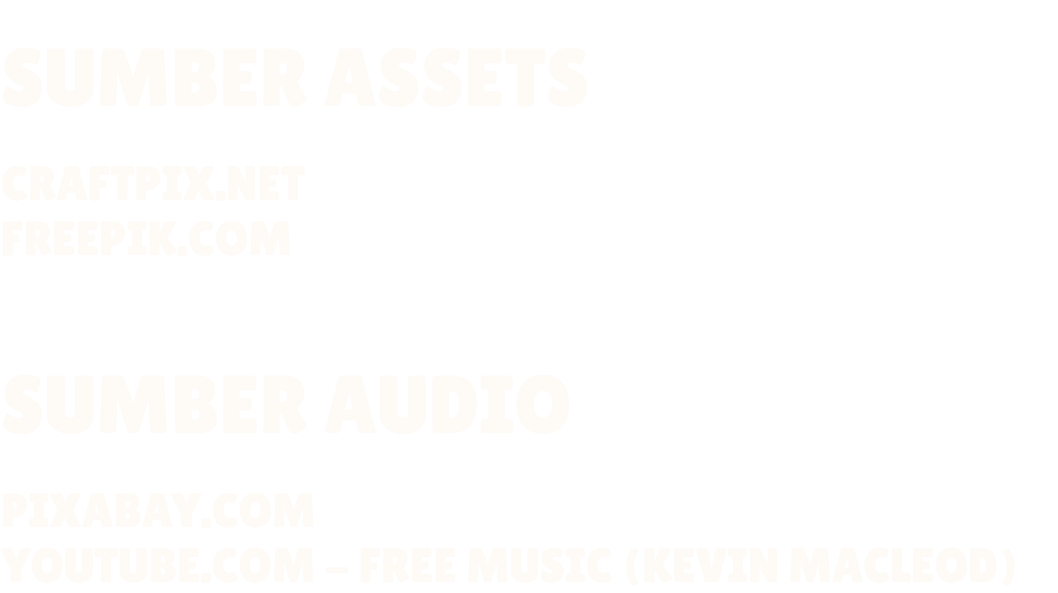 SUMBER ASSETS
CRAFTPIX.NET
FREEPIK.COM
SUMBER AUDIO
PIXABAY.COM
YOUTUBE.COM – FREE MUSIC (KEVIN MACLEOD)